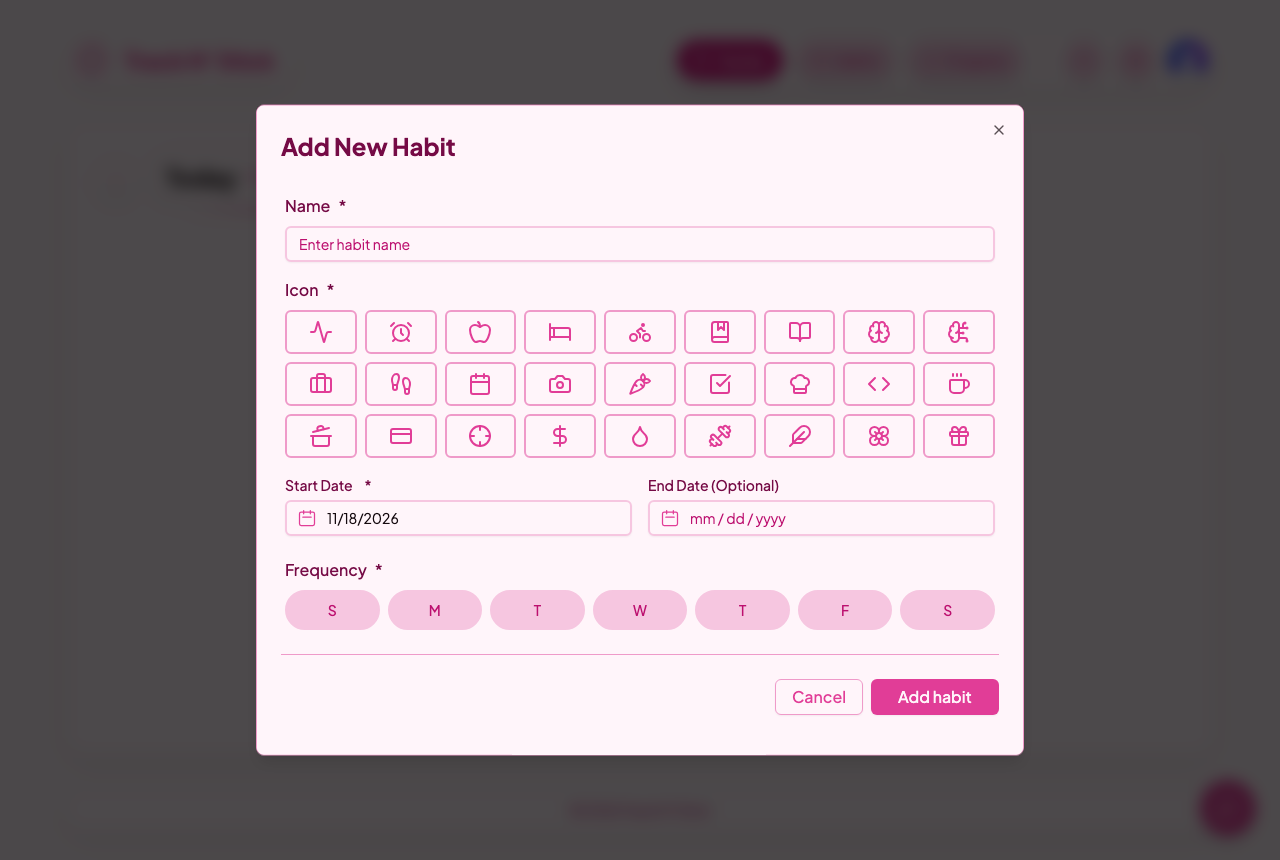 Today
Add New Habit
Name *
Enter habit name
Icon *
Start Date *
End Date (Optional)
11/18/2026
mm / dd / yyyy
Frequency *
S M T W T F S
Cancel
Add habit